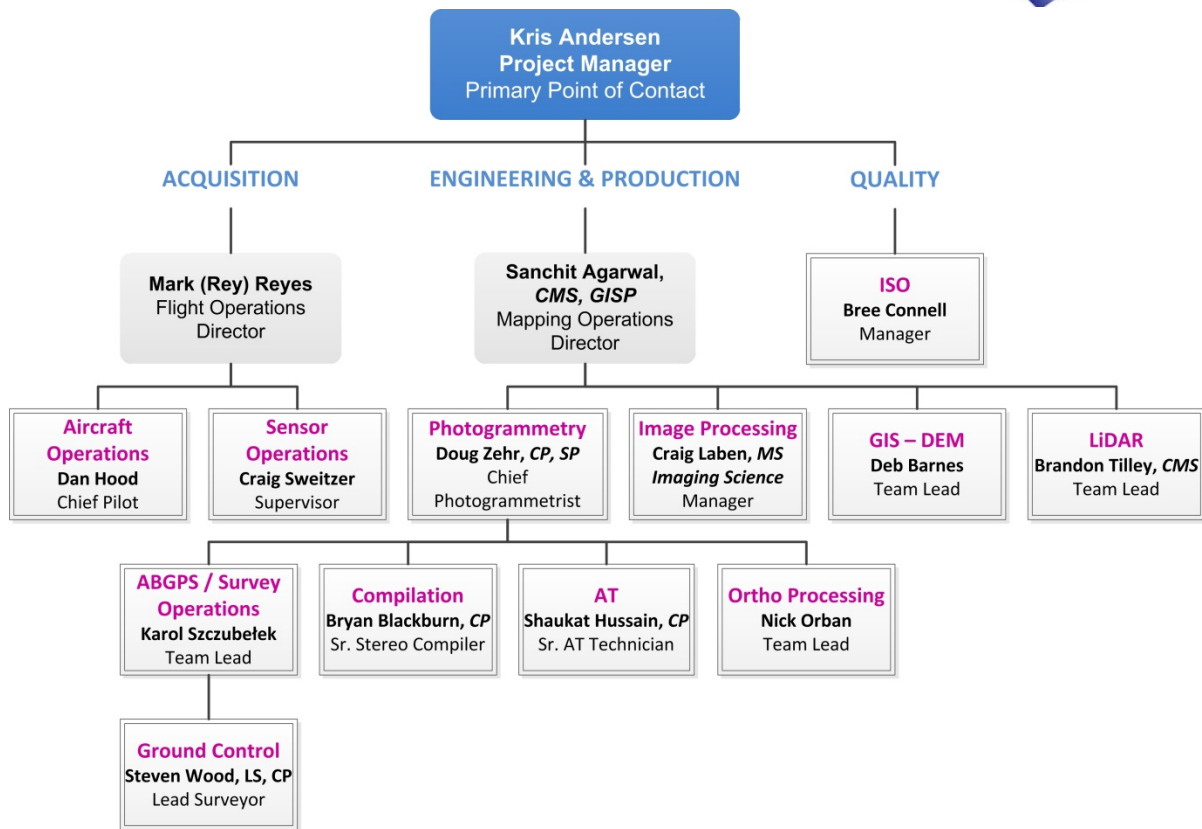 Kris Andersen
Project Manager
Primary Point of Contact
ACQUISITION
ENGINEERING & PRODUCTION
QUALITY
Mark (Rey) Reyes
Flight Operations
Director
Sanchit Agarwal,
CMS, GISP
Mapping Operations
Director
ISO
Bree Connell
Manager
Aircraft
Operations
Dan Hood
Chief Pilot
Sensor
Operations
Craig Sweitzer
Supervisor
Photogrammetry
Doug Zehr, CP, SP
Chief
Photogrammetrist
Image Processing
Craig Laben, MS
Imaging Science
Manager
GIS – DEM
Deb Barnes
Team Lead
LiDAR
Brandon Tilley, CMS
Team Lead
ABGPS / Survey
Operations
Karol Szczubełek
Team Lead
Compilation
Bryan Blackburn, CP
Sr. Stereo Compiler
AT
Shaukat Hussain, CP
Sr. AT Technician
Ortho Processing
Nick Orban
Team Lead
Ground Control
Steven Wood, LS, CP
Lead Surveyor